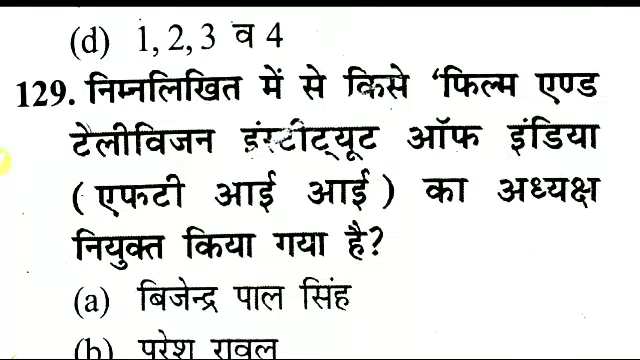 (d) 1, 2, 3 व 4
129. निम्नलिखित में से किसे ‘फिल्म एण्ड
टेलीविजन इंस्टीट्यूट ऑफ इंडिया
( एफटी आई आई ) का अध्यक्ष
नियुक्त किया गया है?
(a) बिजेन्द्र पाल सिंह
(b) परेश रावल